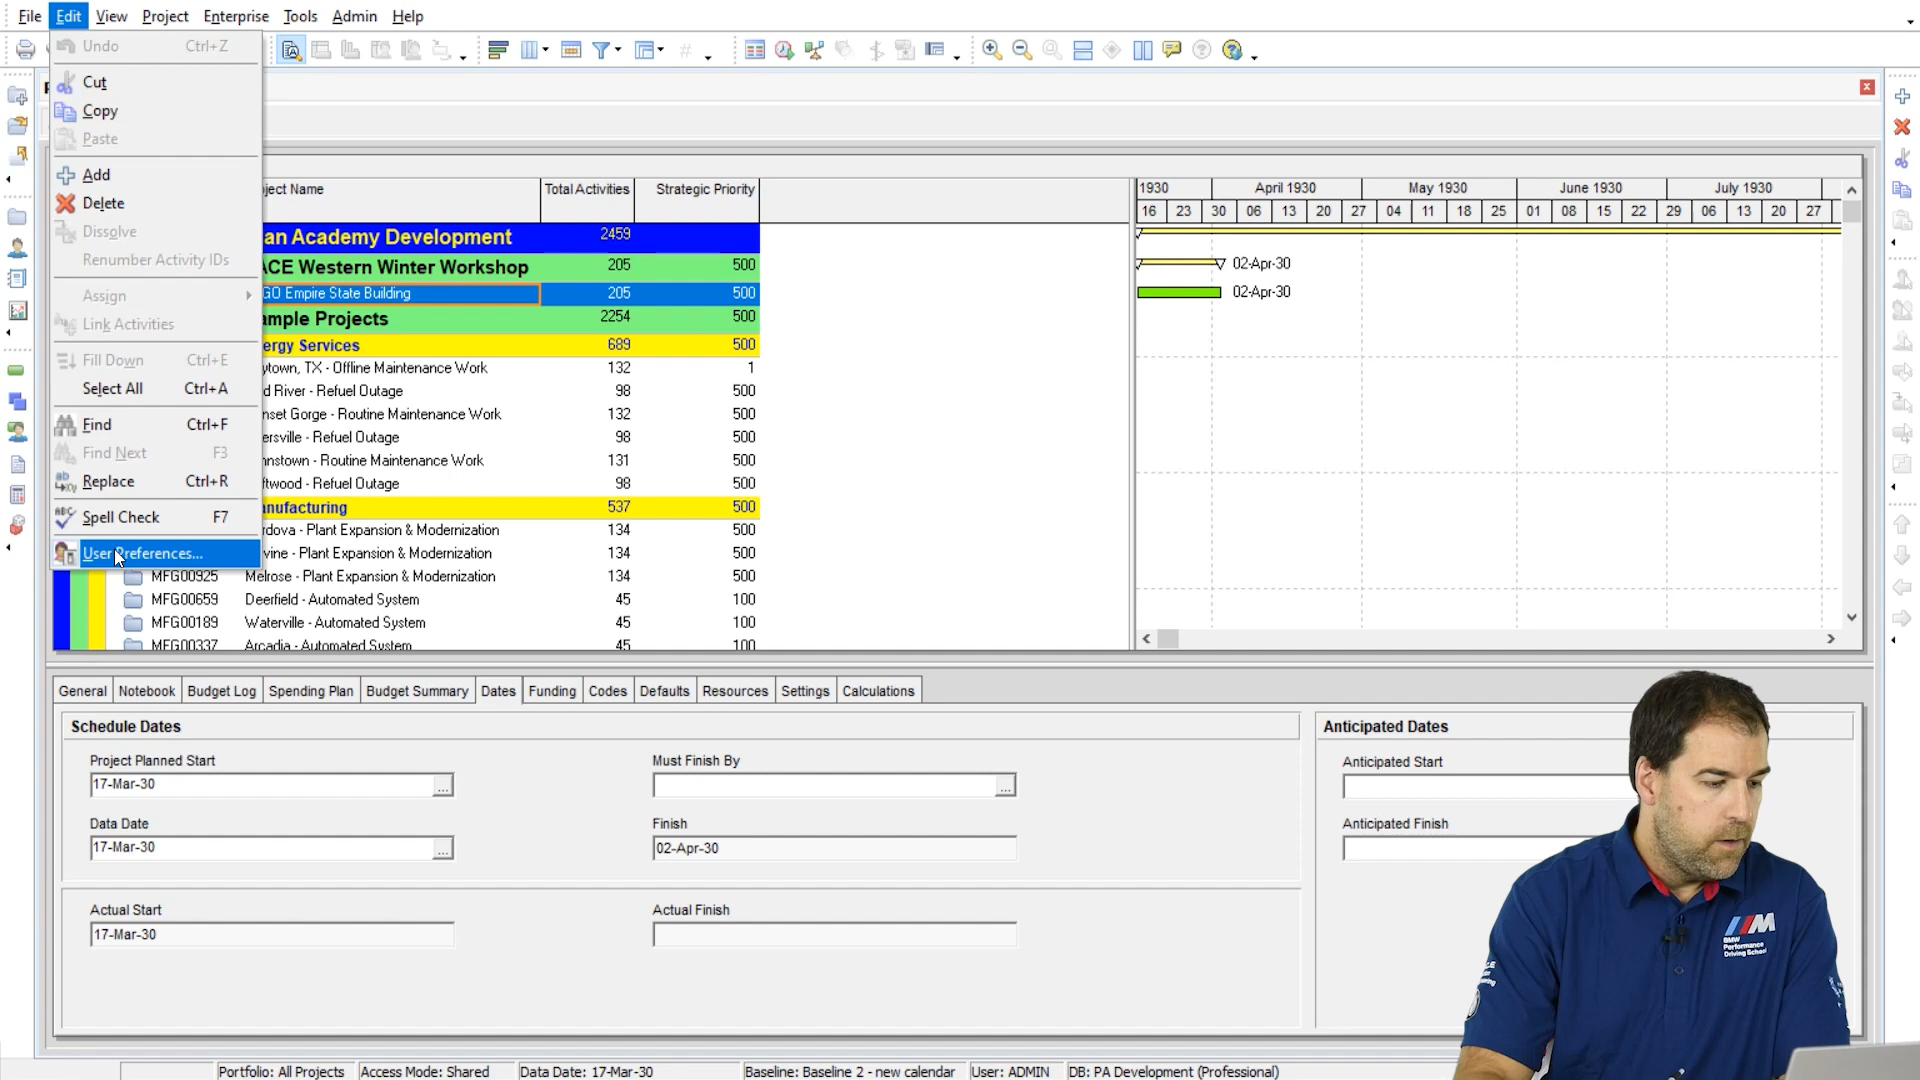 File Edit View Project Enterprise Tools Admin Help
Undo Ctrl+Z
Cut
Copy
Paste
Add
Delete
Dissolve
Renumber Activity IDs
Assign
Link Activities
Fill Down Ctrl+E
Select All Ctrl+A
Find Ctrl+F
Find Next F3
Replace Ctrl+R
Spell Check F7
User Preferences...
ject Name Total Activities Strategic Priority
an Academy Development 2459
ACE Western Winter Workshop 205 500
GO Empire State Building 205 500
ample Projects 2254 500
ergy Services 689 500
ytown, TX - Offline Maintenance Work 132 1
d River - Refuel Outage 98 500
nset Gorge - Routine Maintenance Work 132 500
ersville - Refuel Outage 98 500
nnstown - Routine Maintenance Work 131 500
ftwood - Refuel Outage 98 500
anufacturing 537 500
rdova - Plant Expansion & Modernization 134 500
vine - Plant Expansion & Modernization 134 500
MFG00925 Melrose - Plant Expansion & Modernization 134 500
MFG00659 Deerfield - Automated System 45 100
MFG00189 Waterville - Automated System 45 100
MFG00337 Arcadia - Automated System 45 100
1930 April 1930 May 1930 June 1930 July 1930
16 23 30 06 13 20 27 04 11 18 25 01 08 15 22 29 06 13 20 27
02-Apr-30
02-Apr-30
General Notebook Budget Log Spending Plan Budget Summary Dates Funding Codes Defaults Resources Settings Calculations
Schedule Dates
Project Planned Start Must Finish By
17-Mar-30 ... ...
Data Date Finish
17-Mar-30 ... 02-Apr-30
Actual Start Actual Finish
17-Mar-30
Anticipated Dates
Anticipated Start
Anticipated Finish
BMW
Performance
Driving School
Portfolio: All Projects Access Mode: Shared Data Date: 17-Mar-30 Baseline: Baseline 2 - new calendar User: ADMIN DB: PA Development (Professional)